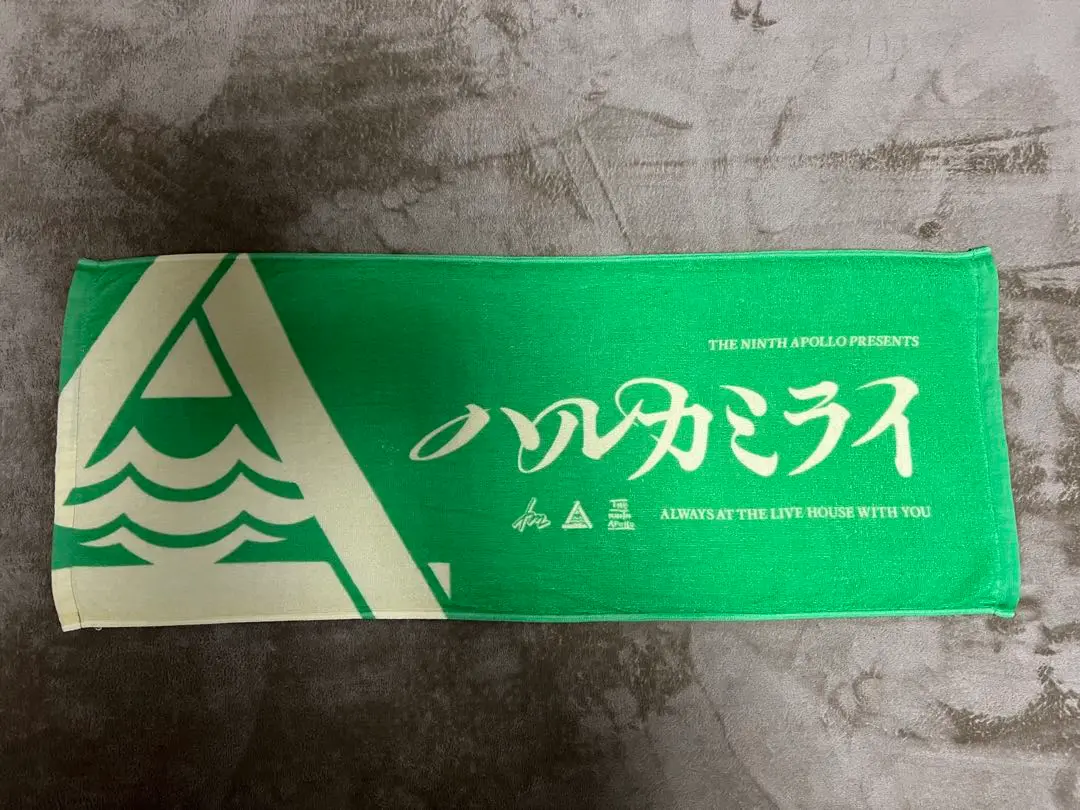 THE NINTH APOLLO PRESENTS
ハルカミライ
THE
NINTH
APOLLO
ALWAYS AT THE LIVE HOUSE WITH YOU